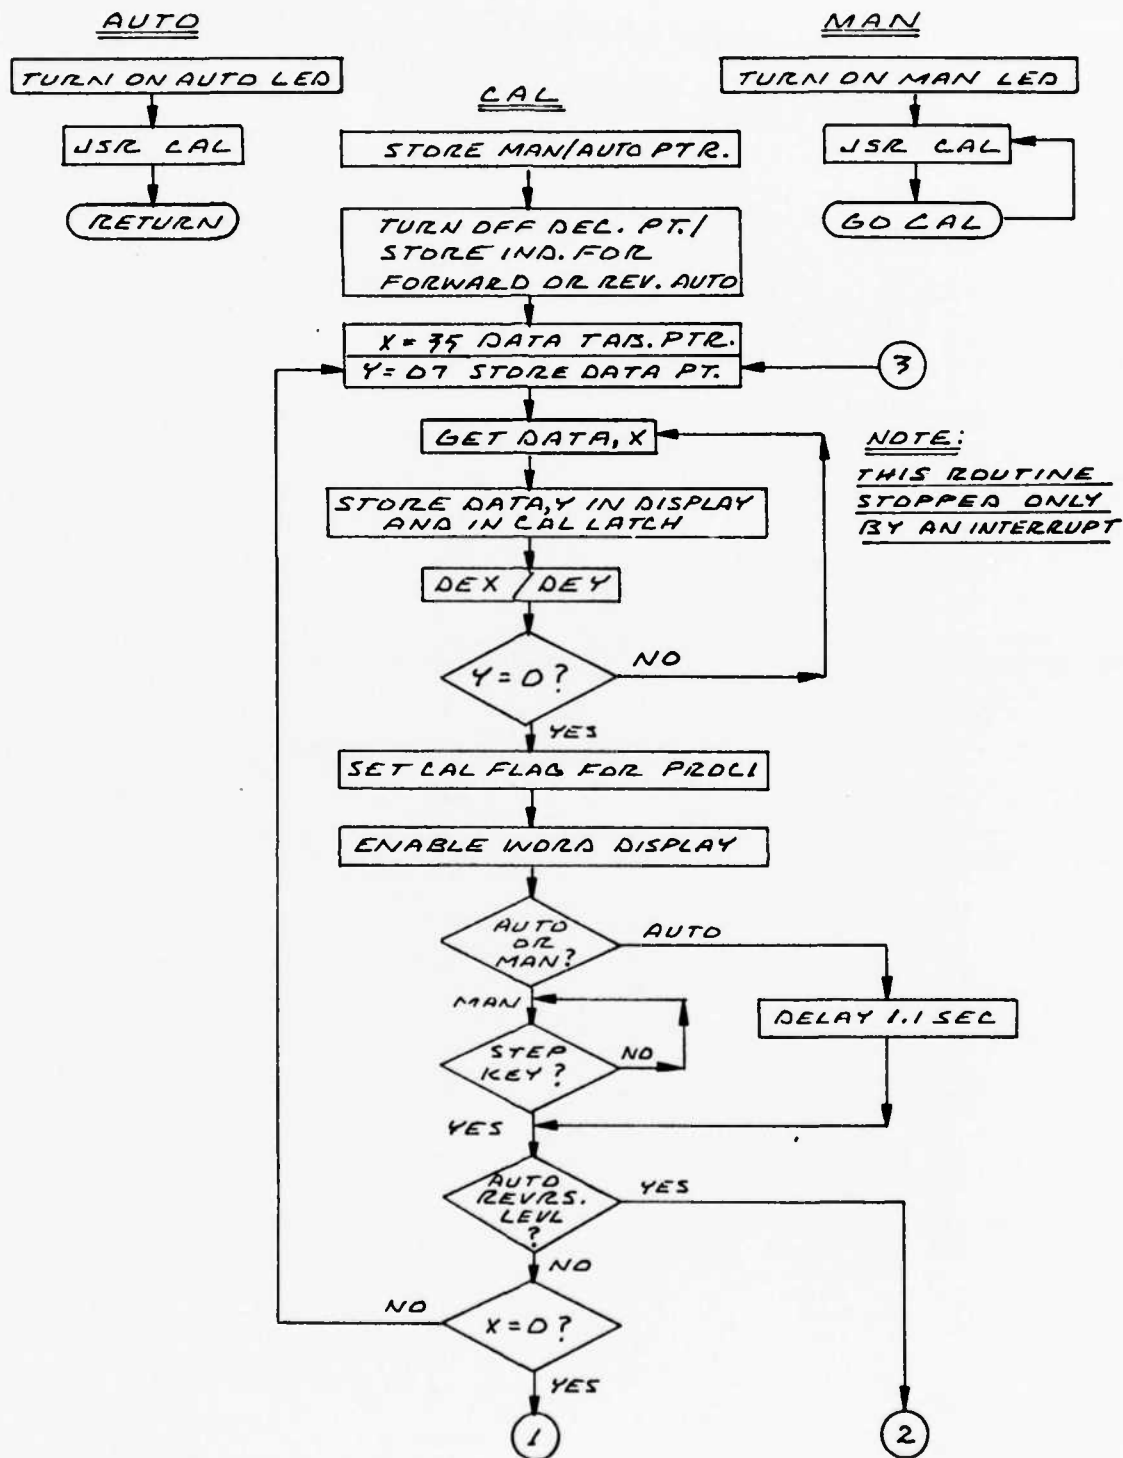 AUTO
TURN ON AUTO LED
JSR CAL
RETURN
MAN
TURN ON MAN LED
JSR CAL
GO CAL
CAL
STORE MAN/AUTO PTR.
TURN OFF DEC. PT./
STORE IND. FOR
FORWARD OR REV. AUTO
X = 35 DATA TAB. PTR.
Y = 07 STORE DATA PT.
3
GET DATA, X
NOTE:
THIS ROUTINE
STOPPED ONLY
BY AN INTERRUPT
STORE DATA, Y IN DISPLAY
AND IN CAL LATCH
DEX / DEY
Y = 0 ?
NO
YES
SET CAL FLAG FOR PROC1
ENABLE WORD DISPLAY
AUTO
OR
MAN?
AUTO
MAN
DELAY 1.1 SEC
STEP
KEY?
NO
YES
AUTO
REVRS.
LEVL
?
YES
NO
X = 0 ?
NO
YES
1
2